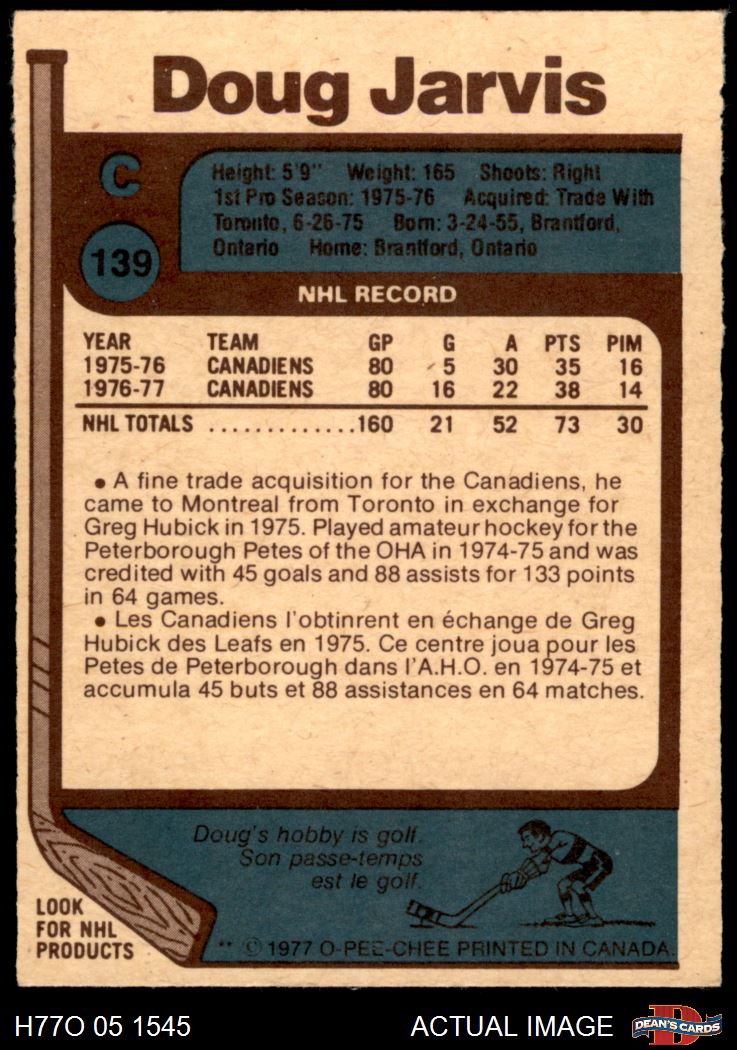 Doug Jarvis
C
139
Height: 5'9" Weight: 165 Shoots: Right
1st Pro Season: 1975-76 Acquired: Trade With
Toronto, 6-26-75 Born: 3-24-55, Brantford,
Ontario Home: Brantford, Ontario
NHL RECORD
YEAR TEAM GP G A PTS PIM
1975-76 CANADIENS 80 5 30 35 16
1976-77 CANADIENS 80 16 22 38 14
NHL TOTALS ..............160 21 52 73 30
• A fine trade acquisition for the Canadiens, he
came to Montreal from Toronto in exchange for
Greg Hubick in 1975. Played amateur hockey for the
Peterborough Petes of the OHA in 1974-75 and was
credited with 45 goals and 88 assists for 133 points
in 64 games.
• Les Canadiens l'obtinrent en échange de Greg
Hubick des Leafs en 1975. Ce centre joua pour les
Petes de Peterborough dans l'A.H.O. en 1974-75 et
accumula 45 buts et 88 assistances en 64 matches.
Doug's hobby is golf.
Son passe-temps
est le golf.
LOOK
FOR NHL
PRODUCTS
** © 1977 O-PEE-CHEE PRINTED IN CANADA.
H77O 05 1545 ACTUAL IMAGE
D
DEAN'S CARDS